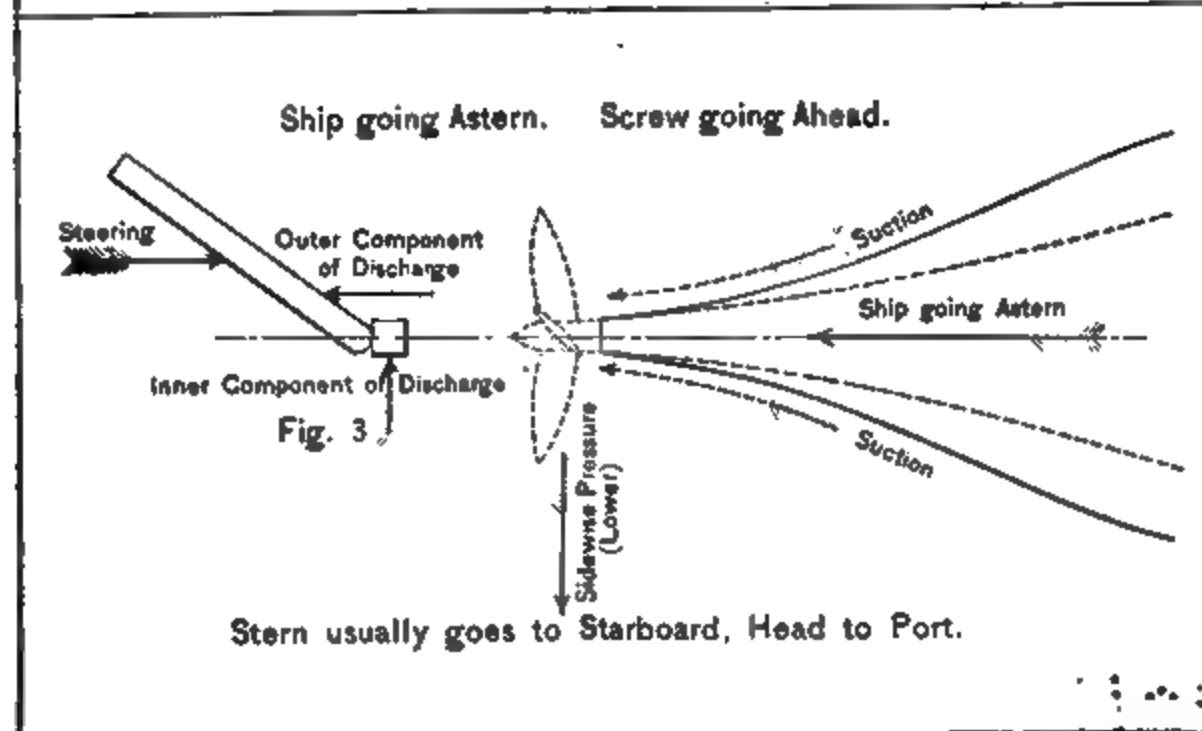 Ship going Astern. Screw going Ahead.
Steering
Outer Component
of Discharge
Suction
Ship going Astern
Inner Component of Discharge
Fig. 3
Sidewise Pressure
(Lower)
Suction
Stern usually goes to Starboard, Head to Port.